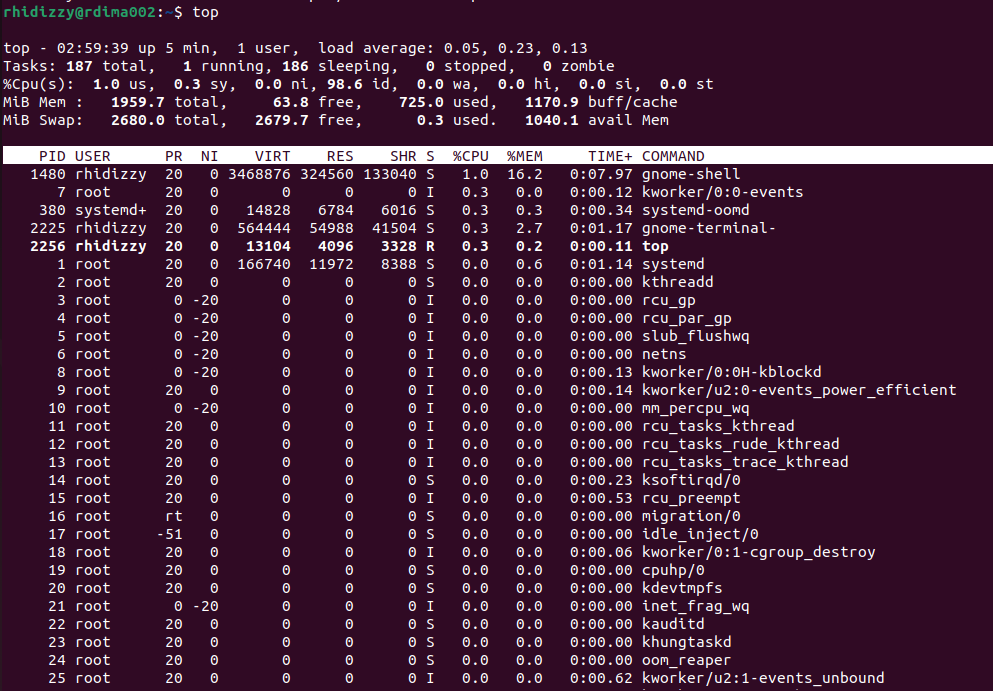 rhidizzy@rdima002:~$ top
top - 02:59:39 up 5 min,  1 user,  load average: 0.05, 0.23, 0.13
Tasks: 187 total,   1 running, 186 sleeping,   0 stopped,   0 zombie
%Cpu(s):  1.0 us,  0.3 sy,  0.0 ni, 98.6 id,  0.0 wa,  0.0 hi,  0.0 si,  0.0 st
MiB Mem :   1959.7 total,     63.8 free,    725.0 used,   1170.9 buff/cache
MiB Swap:   2680.0 total,   2679.7 free,      0.3 used.   1040.1 avail Mem
    PID USER      PR  NI    VIRT    RES    SHR S  %CPU  %MEM     TIME+ COMMAND
   1480 rhidizzy  20   0 3468876 324560 133040 S   1.0  16.2   0:07.97 gnome-shell
      7 root      20   0       0      0      0 I   0.3   0.0   0:00.12 kworker/0:0-events
    380 systemd+  20   0   14828   6784   6016 S   0.3   0.3   0:00.34 systemd-oomd
   2225 rhidizzy  20   0  564444  54988  41504 S   0.3   2.7   0:01.17 gnome-terminal-
   2256 rhidizzy  20   0   13104   4096   3328 R   0.3   0.2   0:00.11 top
      1 root      20   0  166740  11972   8388 S   0.0   0.6   0:01.14 systemd
      2 root      20   0       0      0      0 S   0.0   0.0   0:00.00 kthreadd
      3 root       0 -20       0      0      0 I   0.0   0.0   0:00.00 rcu_gp
      4 root       0 -20       0      0      0 I   0.0   0.0   0:00.00 rcu_par_gp
      5 root       0 -20       0      0      0 I   0.0   0.0   0:00.00 slub_flushwq
      6 root       0 -20       0      0      0 I   0.0   0.0   0:00.00 netns
      8 root       0 -20       0      0      0 I   0.0   0.0   0:00.13 kworker/0:0H-kblockd
      9 root      20   0       0      0      0 I   0.0   0.0   0:00.14 kworker/u2:0-events_power_efficient
     10 root       0 -20       0      0      0 I   0.0   0.0   0:00.00 mm_percpu_wq
     11 root      20   0       0      0      0 I   0.0   0.0   0:00.00 rcu_tasks_kthread
     12 root      20   0       0      0      0 I   0.0   0.0   0:00.00 rcu_tasks_rude_kthread
     13 root      20   0       0      0      0 I   0.0   0.0   0:00.00 rcu_tasks_trace_kthread
     14 root      20   0       0      0      0 S   0.0   0.0   0:00.23 ksoftirqd/0
     15 root      20   0       0      0      0 I   0.0   0.0   0:00.53 rcu_preempt
     16 root      rt   0       0      0      0 S   0.0   0.0   0:00.00 migration/0
     17 root     -51   0       0      0      0 S   0.0   0.0   0:00.00 idle_inject/0
     18 root      20   0       0      0      0 I   0.0   0.0   0:00.06 kworker/0:1-cgroup_destroy
     19 root      20   0       0      0      0 S   0.0   0.0   0:00.00 cpuhp/0
     20 root      20   0       0      0      0 S   0.0   0.0   0:00.00 kdevtmpfs
     21 root       0 -20       0      0      0 I   0.0   0.0   0:00.00 inet_frag_wq
     22 root      20   0       0      0      0 S   0.0   0.0   0:00.00 kauditd
     23 root      20   0       0      0      0 S   0.0   0.0   0:00.00 khungtaskd
     24 root      20   0       0      0      0 S   0.0   0.0   0:00.00 oom_reaper
     25 root      20   0       0      0      0 I   0.0   0.0   0:00.62 kworker/u2:1-events_unbound